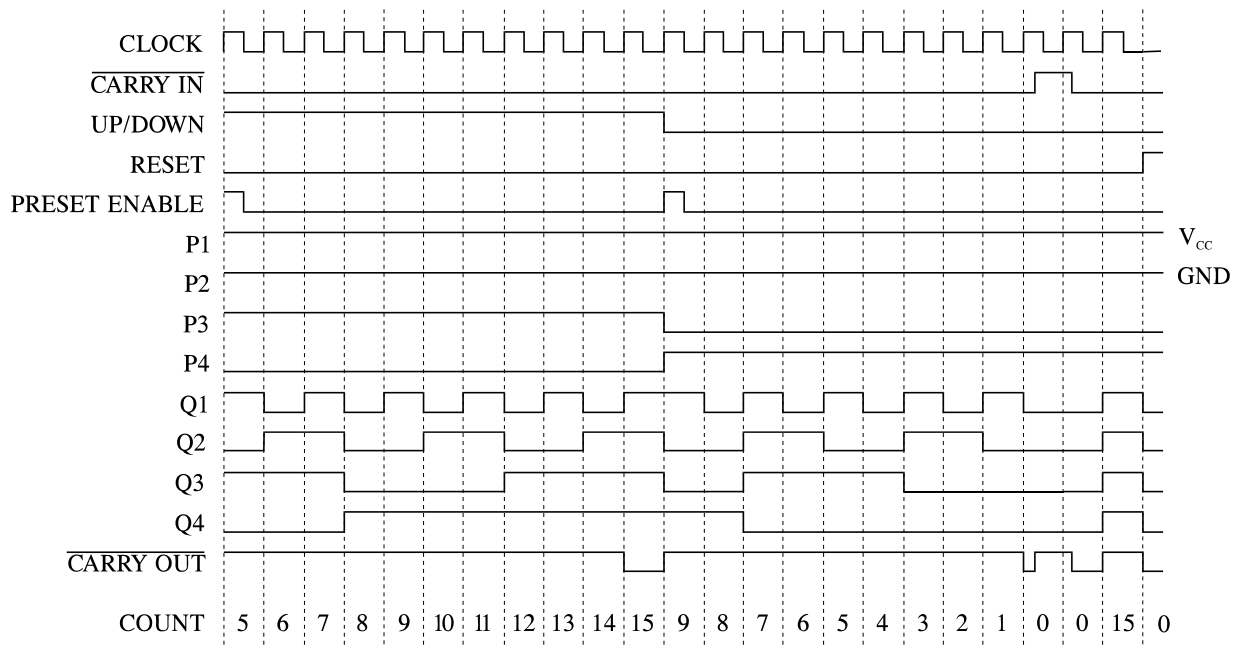 CLOCK
CARRY IN
UP/DOWN
RESET
PRESET ENABLE
P1
VCC
P2
GND
P3
P4
Q1
Q2
Q3
Q4
CARRY OUT
COUNT 5 6 7 8 9 10 11 12 13 14 15 9 8 7 6 5 4 3 2 1 0 0 15 0